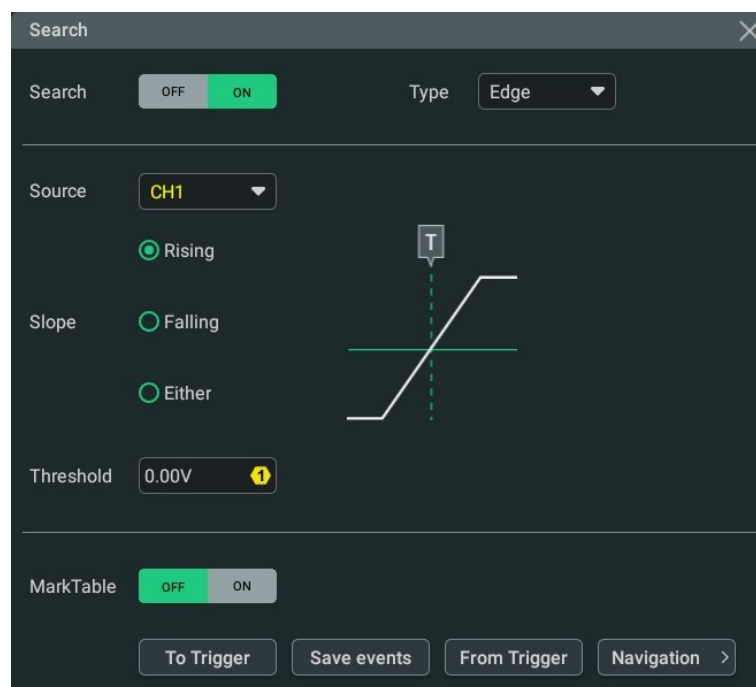 Search
Search OFF ON Type Edge
Source CH1
Rising
T
Slope Falling
Either
Threshold 0.00V 1
MarkTable OFF ON
To Trigger Save events From Trigger Navigation >